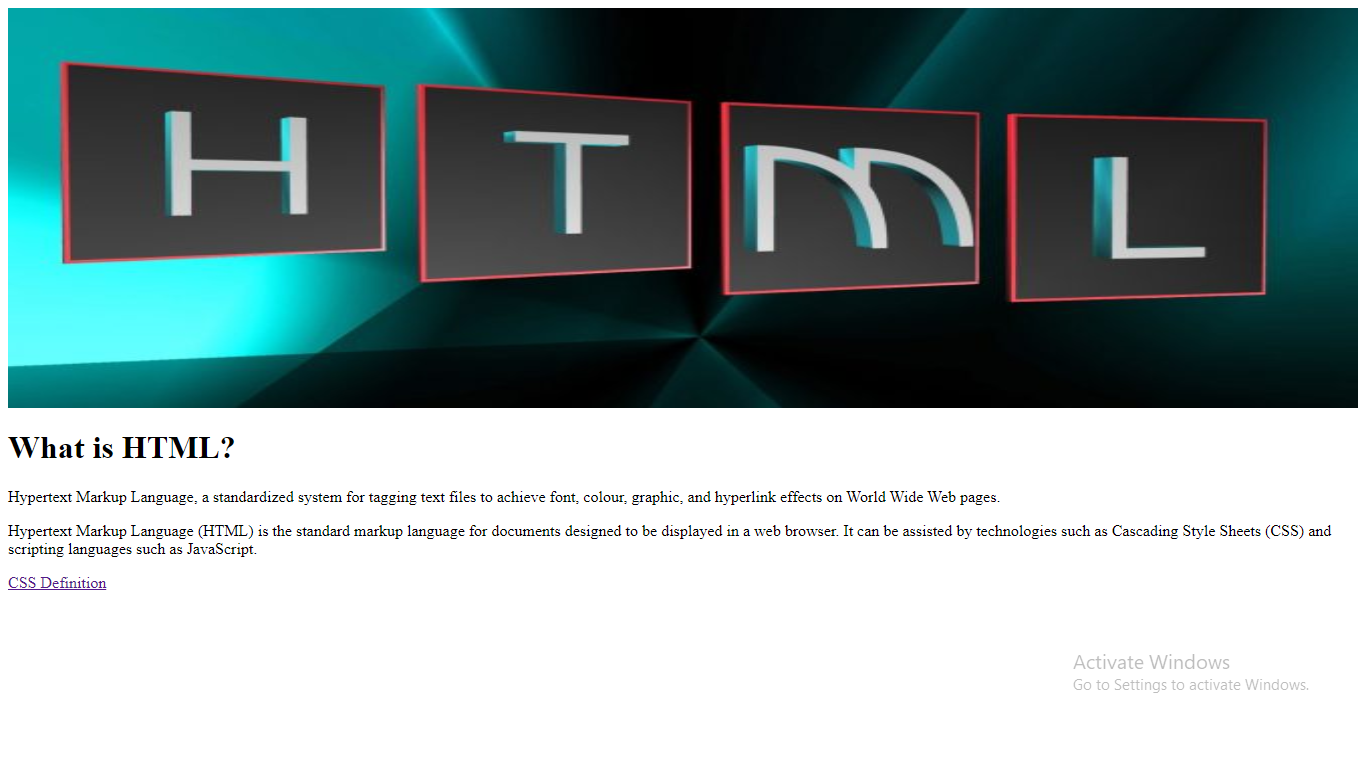 HTmL
What is HTML?
Hypertext Markup Language, a standardized system for tagging text files to achieve font, colour, graphic, and hyperlink effects on World Wide Web pages.
Hypertext Markup Language (HTML) is the standard markup language for documents designed to be displayed in a web browser. It can be assisted by technologies such as Cascading Style Sheets (CSS) and
scripting languages such as JavaScript.
CSS Definition
Activate Windows
Go to Settings to activate Windows.